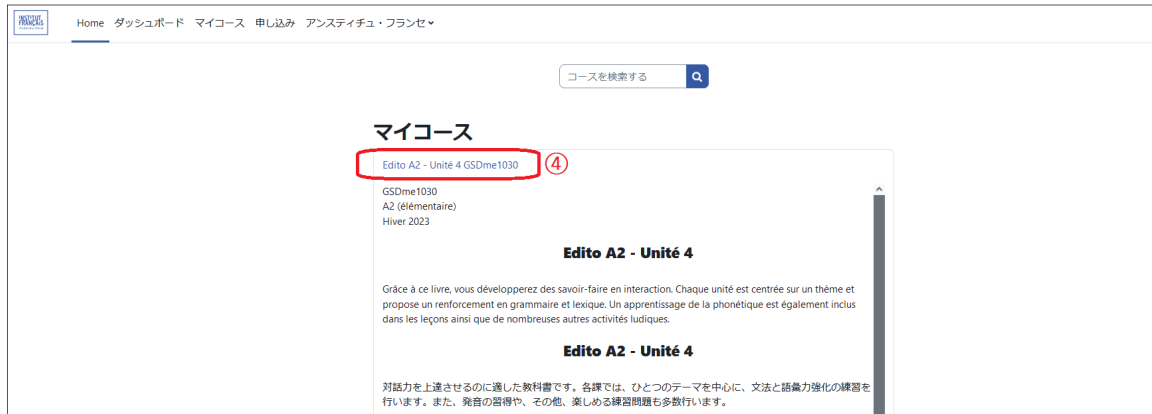 INSTITUT
FRANÇAIS
Home ダッシュボード マイコース 申し込み アンスティチュ・フランセ
コースを検索する
マイコース
Edito A2 - Unité 4 GSDme1030 ④
GSDme1030
A2 (élémentaire)
Hiver 2023
Edito A2 - Unité 4
Grâce à ce livre, vous développerez des savoir-faire en interaction. Chaque unité est centrée sur un thème et
propose un renforcement en grammaire et lexique. Un apprentissage de la phonétique est également inclus
dans les leçons ainsi que de nombreuses autres activités ludiques.
Edito A2 - Unité 4
対話力を上達させるのに適した教科書です。各課では、ひとつのテーマを中心に、文法と語彙力強化の練習を
行います。また、発音の習得や、その他、楽しめる練習問題も多数行います。